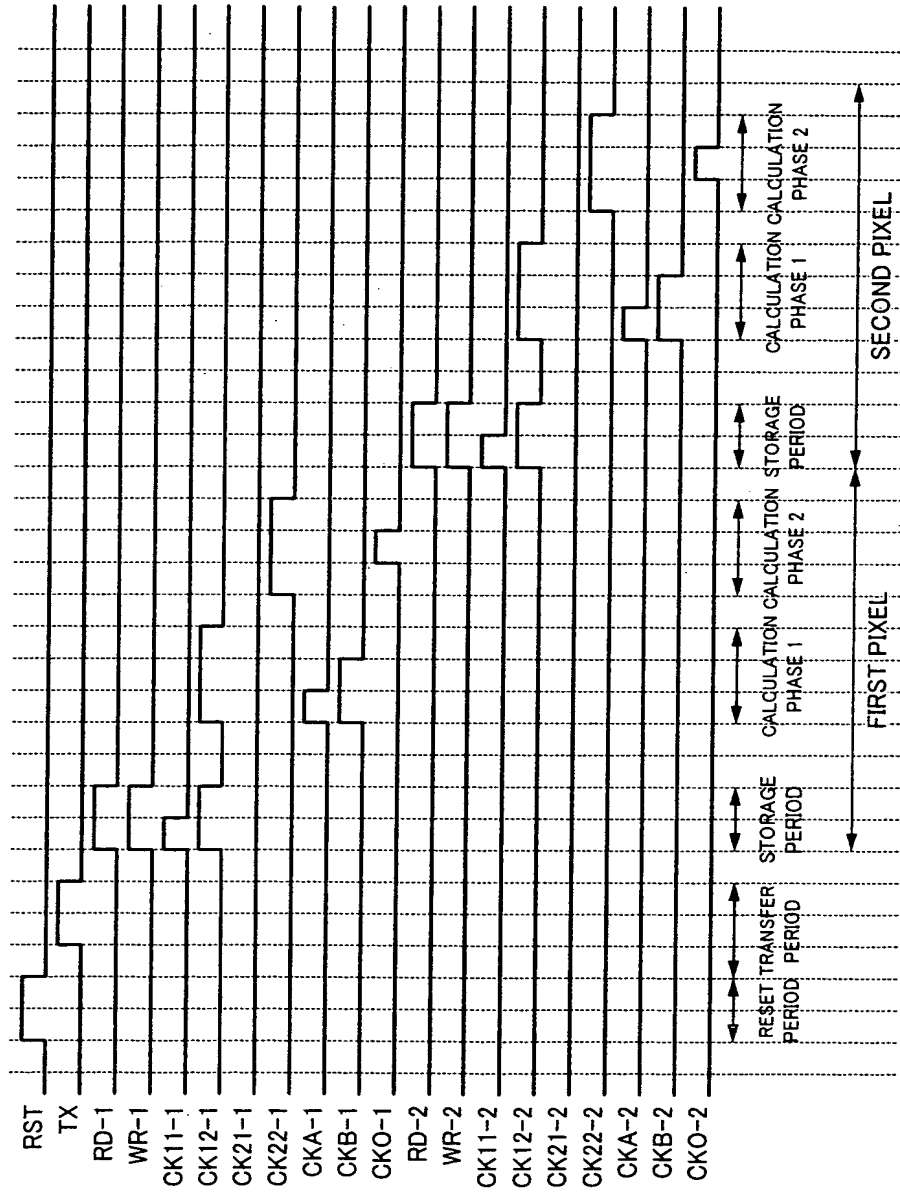 RST
TX
RD-1
WR-1
CK11-1
CK12-1
CK21-1
CK22-1
CKA-1
CKB-1
CKO-1
RD-2
WR-2
CK11-2
CK12-2
CK21-2
CK22-2
CKA-2
CKB-2
CKO-2
RESET
PERIOD
TRANSFER
PERIOD
STORAGE
PERIOD
CALCULATION
PHASE 1
CALCULATION
PHASE 2
STORAGE
PERIOD
CALCULATION
PHASE 1
CALCULATION
PHASE 2
FIRST PIXEL
SECOND PIXEL